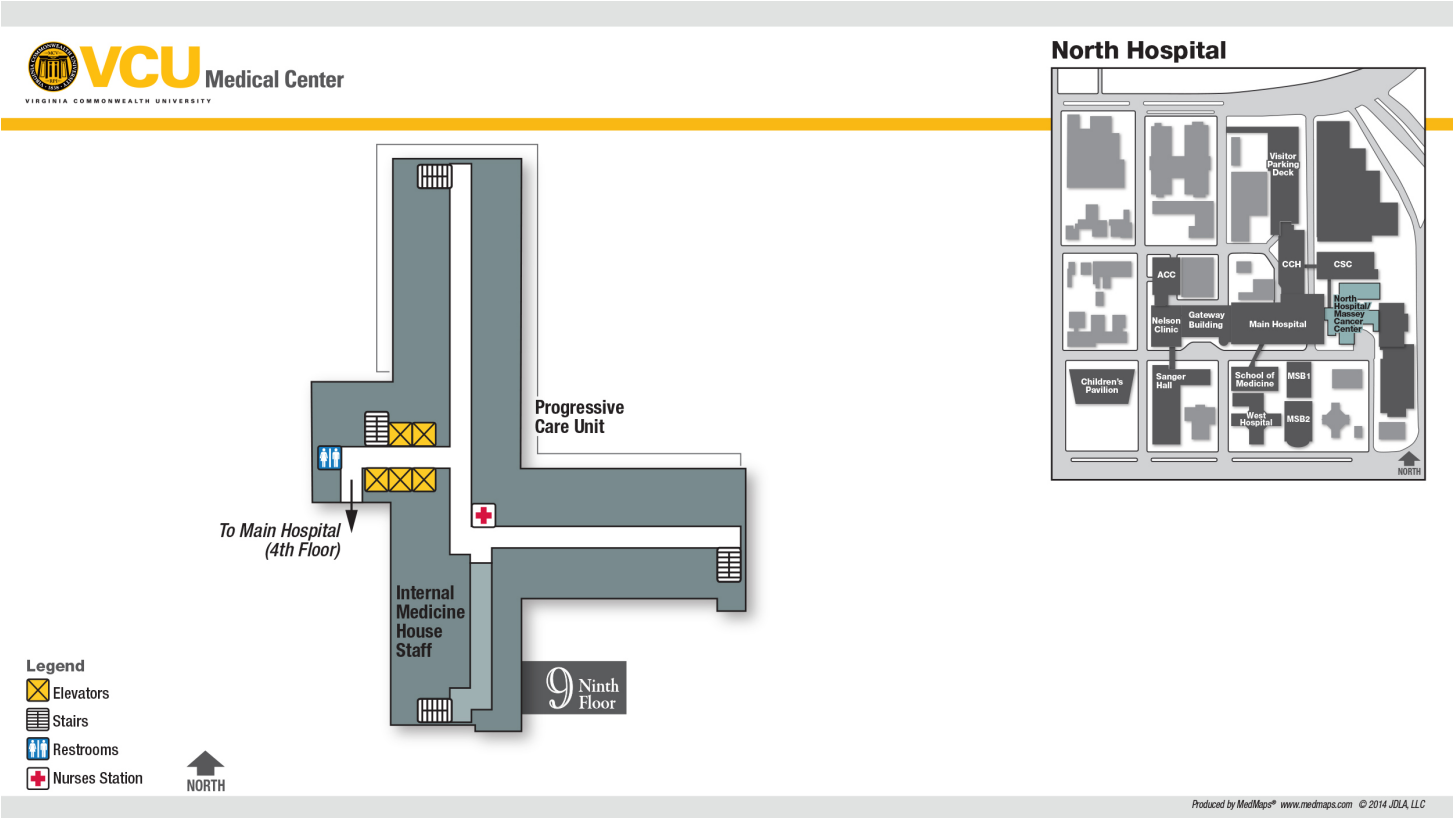 VCU Medical Center
VIRGINIA COMMONWEALTH UNIVERSITY
North Hospital
Visitor
Parking
Deck
CCH
CSC
ACC
North
Hospital/
Massey
Cancer
Center
Nelson
Clinic
Gateway
Building
Main Hospital
Children's
Pavilion
Sanger
Hall
School of
Medicine
MSB1
West
Hospital
MSB2
NORTH
Progressive
Care Unit
To Main Hospital
(4th Floor)
Internal
Medicine
House
Staff
9 Ninth
Floor
Legend
Elevators
Stairs
Restrooms
Nurses Station
NORTH
Produced by MedMaps® www.medmaps.com © 2014 JDLA, LLC